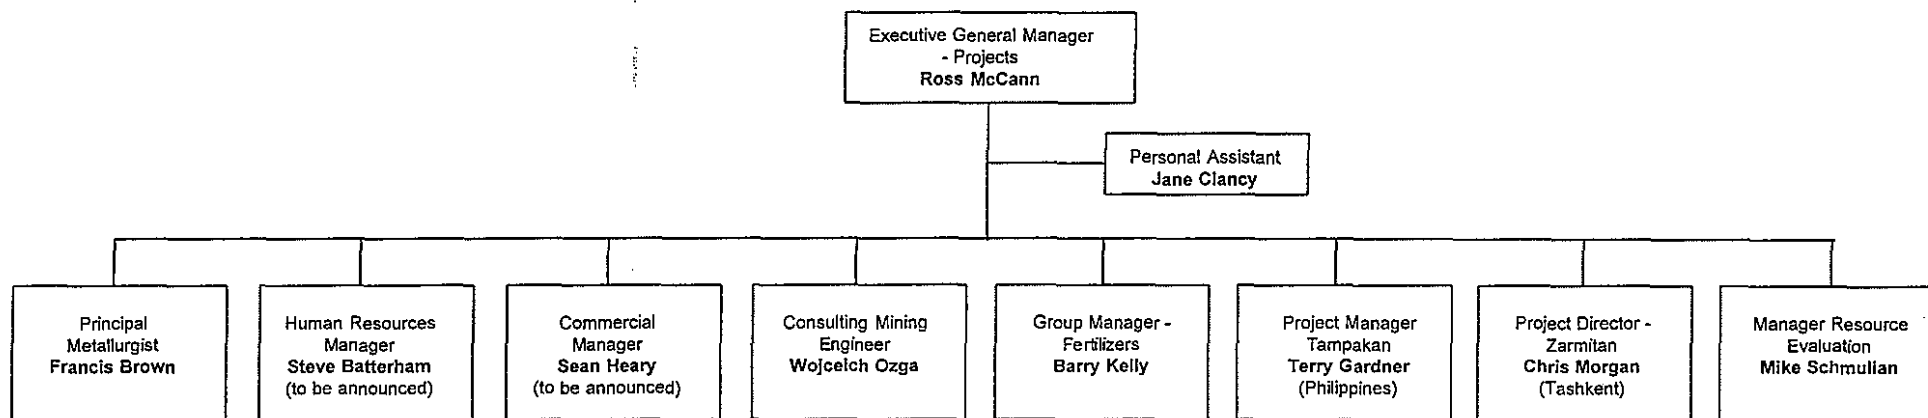 Executive General Manager
- Projects
Ross McCann
Personal Assistant
Jane Clancy
Principal
Metallurgist
Francis Brown
Human Resources
Manager
Steve Batterham
(to be announced)
Commercial
Manager
Sean Heary
(to be announced)
Consulting Mining
Engineer
Wojceich Ozga
Group Manager -
Fertilizers
Barry Kelly
Project Manager
Tampakan
Terry Gardner
(Philippines)
Project Director -
Zarmitan
Chris Morgan
(Tashkent)
Manager Resource
Evaluation
Mike Schmulian